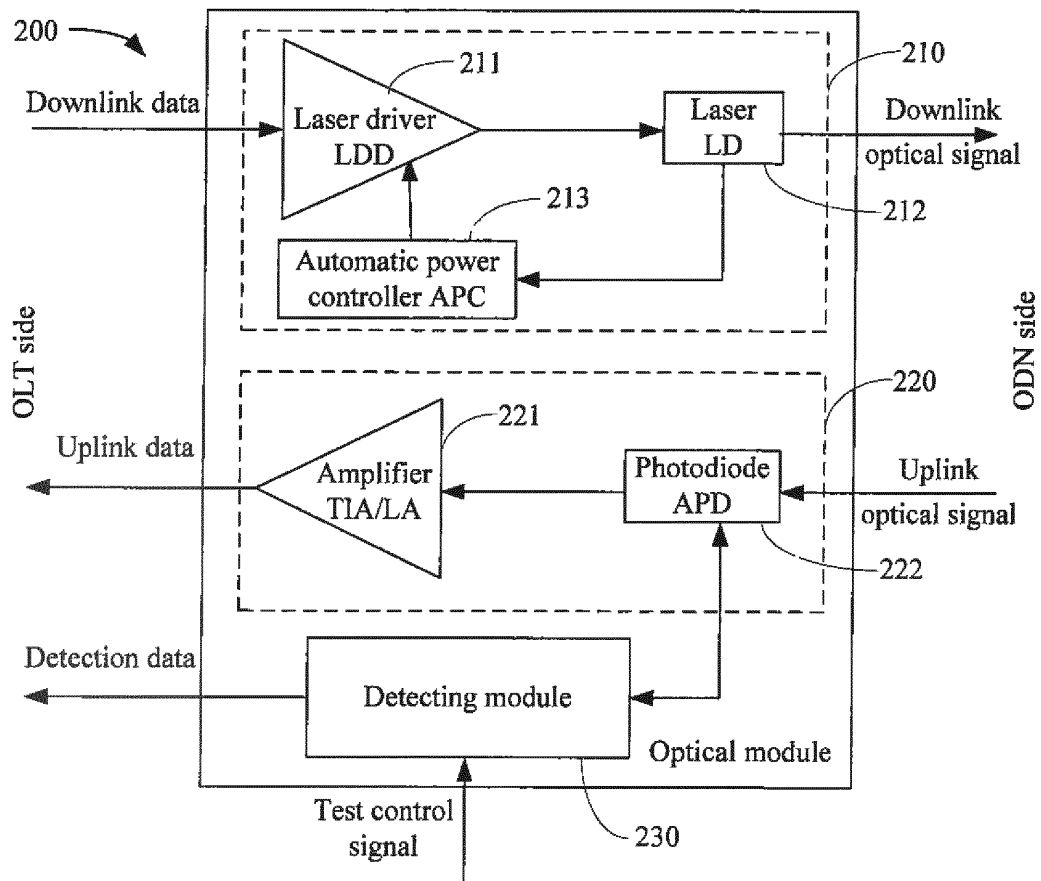 200
211
210
Downlink data
Laser driver
LDD
Laser
LD
Downlink
optical signal
213
212
Automatic power
controller APC
OLT side
ODN side
220
221
Uplink data
Amplifier
TIA/LA
Photodiode
APD
Uplink
optical signal
222
Detection data
Detecting module
Optical module
Test control
signal
230